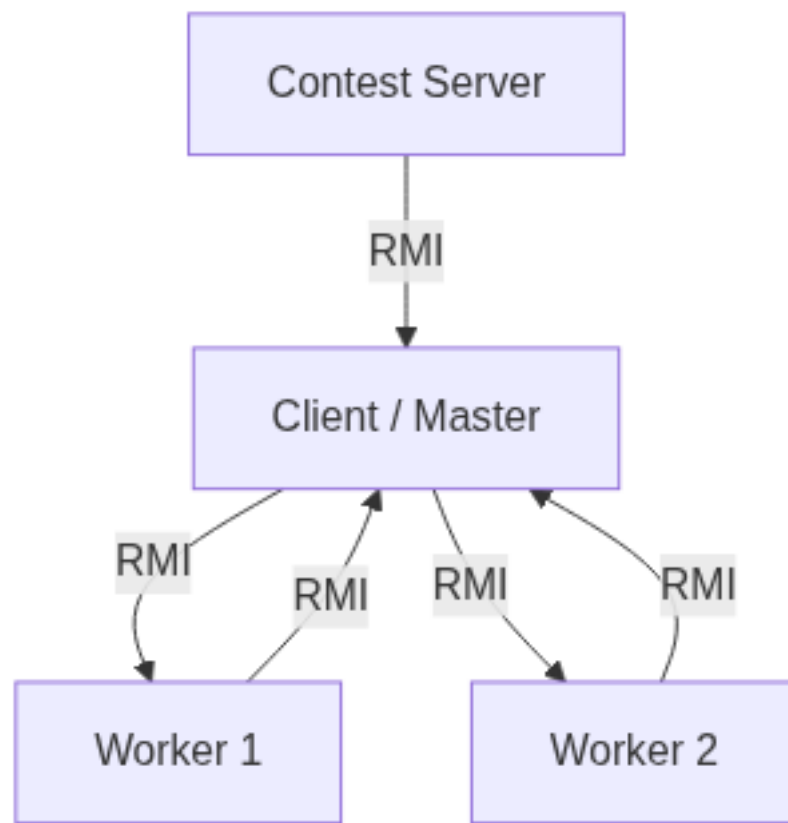 Contest Server
RMI
Client / Master
RMI
RMI
RMI
RMI
Worker 1
Worker 2